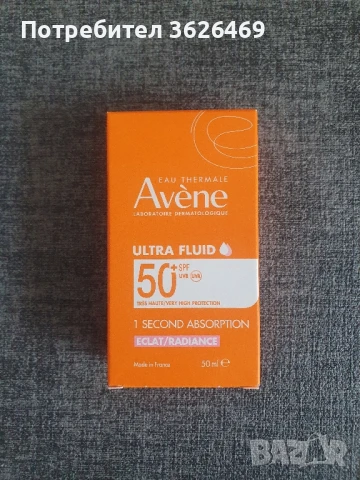 Потребител 3626469
EAU THERMALE
Avène
LABORATOIRE DERMATOLOGIQUE
ULTRA FLUID
50+ SPF
UVB UVA
TRÈS HAUTE/VERY HIGH PROTECTION
1 SECOND ABSORPTION
ECLAT/RADIANCE
Made in France
50 ml ℮
BAZAR